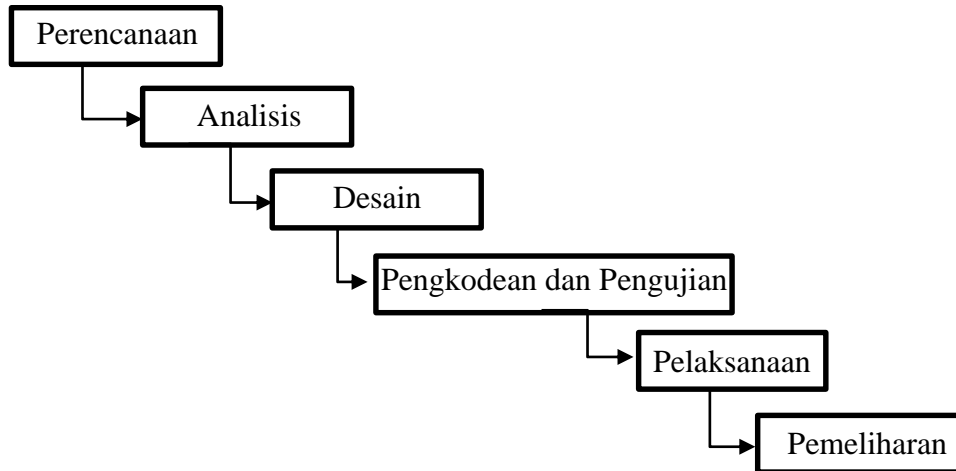 Perencanaan
Analisis
Desain
Pengkodean dan Pengujian
Pelaksanaan
Pemeliharan